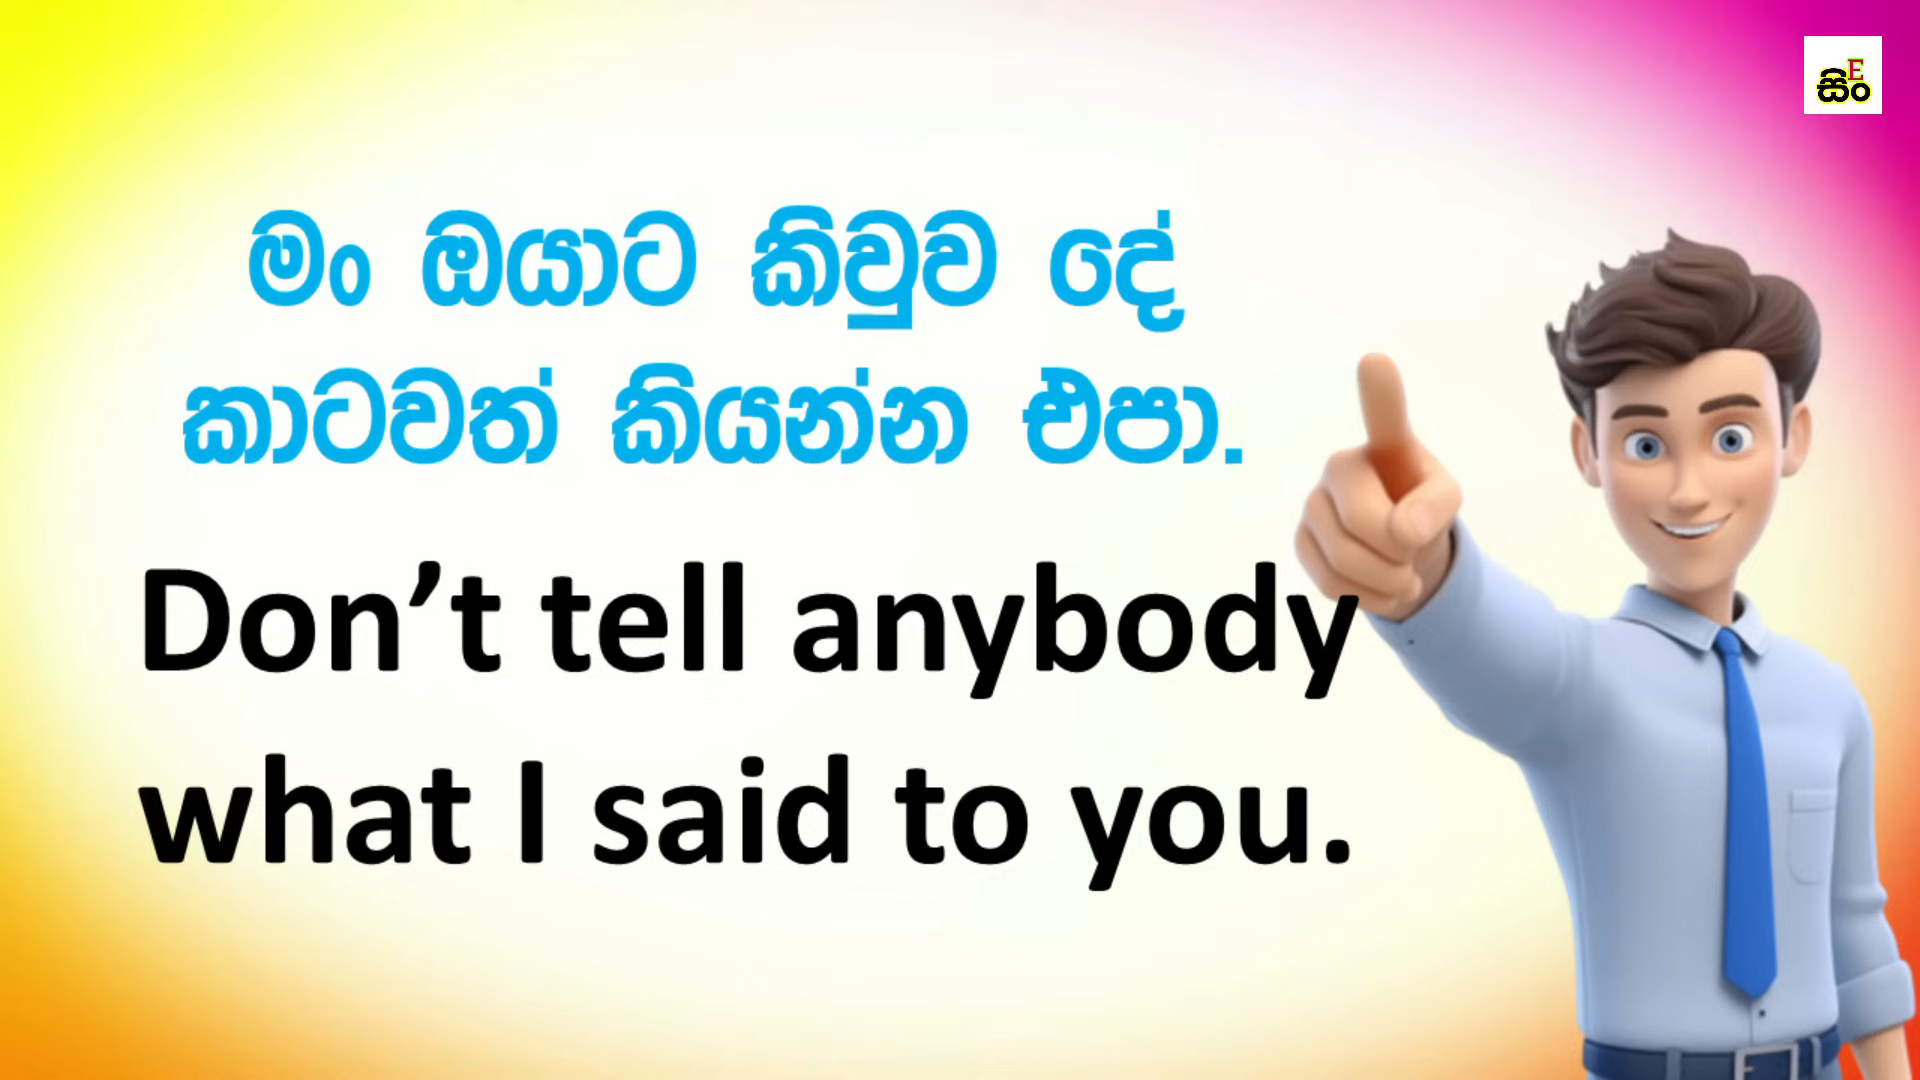 සිං
E
මං ඔයාට කිව්ව දේ
කාටවත් කියන්න එපා.
Don’t tell anybody
what I said to you.